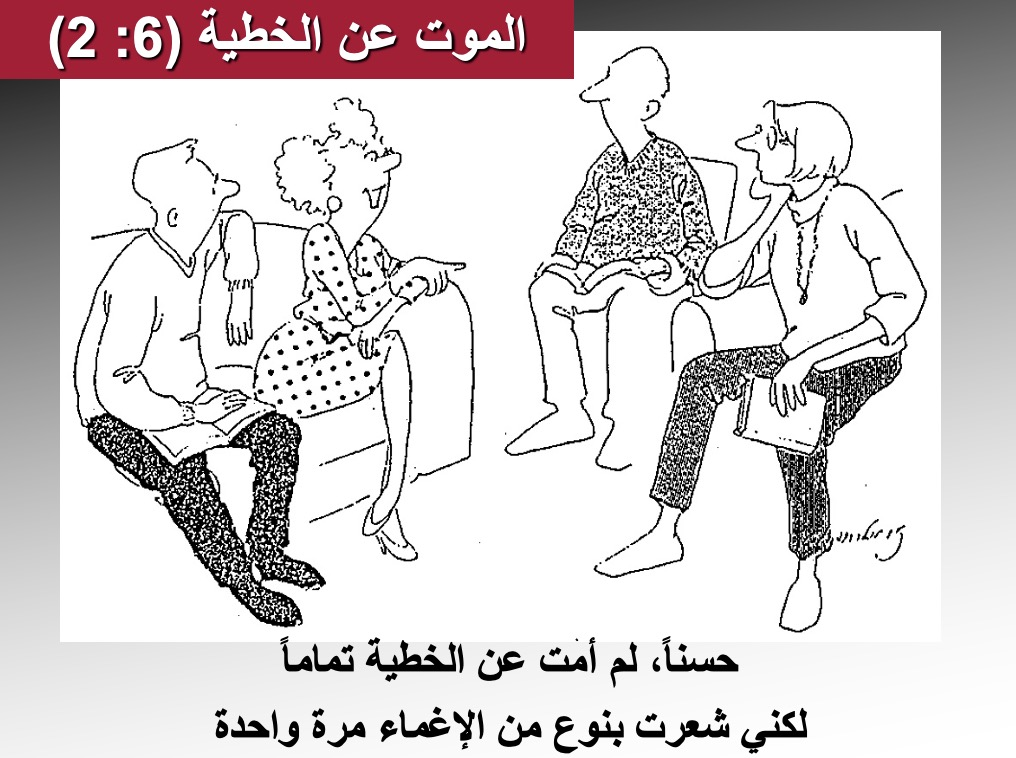 الموت عن الخطية (6: 2)
حسناً، لم أمت عن الخطية تماماً
لكني شعرت بنوع من الإغماء مرة واحدة